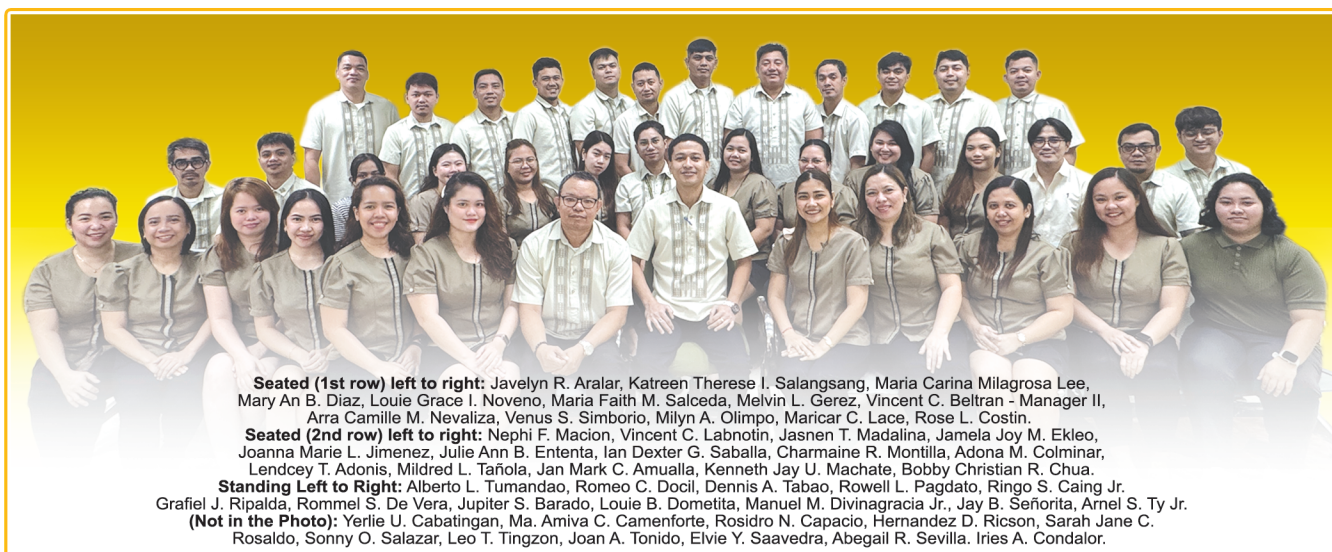 Seated (1st row) left to right: Javelyn R. Aralar, Katreen Therese I. Salangsang, Maria Carina Milagrosa Lee,
Mary An B. Diaz, Louie Grace I. Noveno, Maria Faith M. Salceda, Melvin L. Gerez, Vincent C. Beltran - Manager II,
Arra Camille M. Nevaliza, Venus S. Simborio, Milyn A. Olimpo, Maricar C. Lace, Rose L. Costin.
Seated (2nd row) left to right: Nephi F. Macion, Vincent C. Labnotin, Jasnen T. Madalina, Jamela Joy M. Ekleo,
Joanna Marie L. Jimenez, Julie Ann B. Ententa, Ian Dexter G. Saballa, Charmaine R. Montilla, Adona M. Colminar,
Lendcey T. Adonis, Mildred L. Tañola, Jan Mark C. Amualla, Kenneth Jay U. Machate, Bobby Christian R. Chua.
Standing Left to Right: Alberto L. Tumandao, Romeo C. Docil, Dennis A. Tabao, Rowell L. Pagdato, Ringo S. Caing Jr.
Grafiel J. Ripalda, Rommel S. De Vera, Jupiter S. Barado, Louie B. Dometita, Manuel M. Divinagracia Jr., Jay B. Señorita, Arnel S. Ty Jr.
(Not in the Photo): Yerlie U. Cabatingan, Ma. Amiva C. Camenforte, Rosidro N. Capacio, Hernandez D. Ricson, Sarah Jane C.
Rosaldo, Sonny O. Salazar, Leo T. Tingzon, Joan A. Tonido, Elvie Y. Saavedra, Abegail R. Sevilla. Iries A. Condalor.